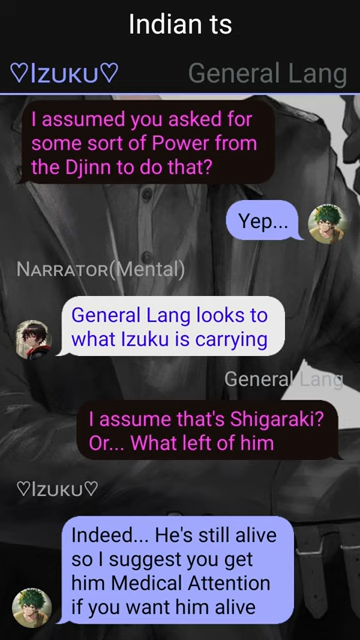 Indian ts
♡Izuku♡
General Lang
I assumed you asked for
some sort of Power from
the Djinn to do that?
Yep...
Narrator(Mental)
General Lang looks to
what Izuku is carrying
General Lang
I assume that's Shigaraki?
Or... What left of him
♡Izuku♡
Indeed... He's still alive
so I suggest you get
him Medical Attention
if you want him alive